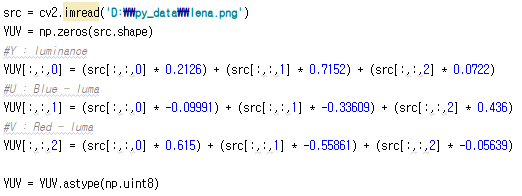 src = cv2.imread('D:₩₩py_data₩₩lena.png')
YUV = np.zeros(src.shape)
#Y : luminance
YUV[:,:,0] = (src[:,:,0] * 0.2126) + (src[:,:,1] * 0.7152) + (src[:,:,2] * 0.0722)
#U : Blue - luma
YUV[:,:,1] = (src[:,:,0] * -0.09991) + (src[:,:,1] * -0.33609) + (src[:,:,2] * 0.436)
#V : Red - luma
YUV[:,:,2] = (src[:,:,0] * 0.615) + (src[:,:,1] * -0.55861) + (src[:,:,2] * -0.05639)
YUV = YUV.astype(np.uint8)